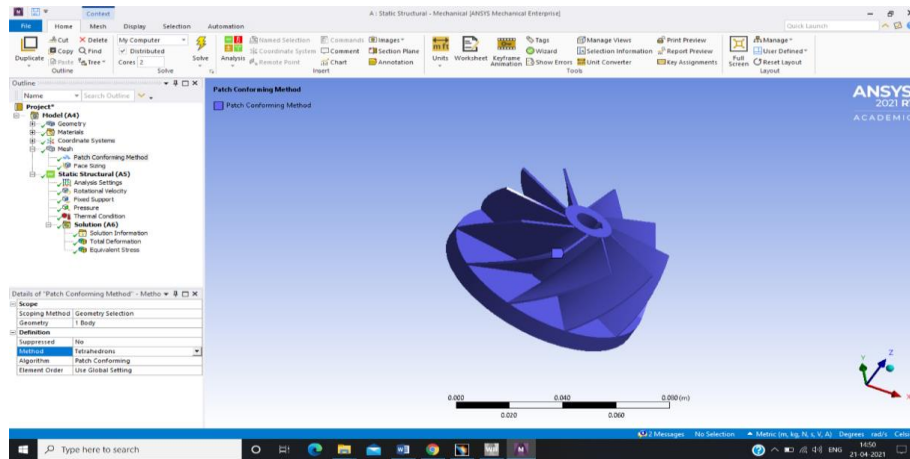 Context
A : Static Structural - Mechanical [ANSYS Mechanical Enterprise]
File Home Mesh Display Selection Automation
Quick Launch
Duplicate
Cut
Copy
Paste
Delete
Find
Tree
Outline
My Computer
Distributed
Cores 2
Solve
Solve
Analysis
Named Selection
Coordinate System
Remote Point
Commands
Comment
Chart
Images
Section Plane
Annotation
Insert
Units
Worksheet
Keyframe Animation
Tags
Wizard
Show Errors
Manage Views
Selection Information
Unit Converter
Print Preview
Report Preview
Key Assignments
Tools
Full Screen
Manage
User Defined
Reset Layout
Layout
Outline
Name Search Outline
Project*
Model (A4)
Geometry
Materials
Coordinate Systems
Mesh
Patch Conforming Method
Face Sizing
Static Structural (A5)
Analysis Settings
Rotational Velocity
Fixed Support
Pressure
Thermal Condition
Solution (A6)
Solution Information
Total Deformation
Equivalent Stress
Details of "Patch Conforming Method" - Metho
Scope
Scoping Method Geometry Selection
Geometry 1 Body
Definition
Suppressed No
Method Tetrahedrons
Algorithm Patch Conforming
Element Order Use Global Setting
Patch Conforming Method
Patch Conforming Method
ANSYS
2021 R
ACADEMIC
0.000 0.040 0.080 (m)
0.020 0.060
Y Z
X
2 Messages No Selection Metric (m, kg, N, s, V, A) Degrees rad/s Celsi
Type here to search
ENG
14:50
21-04-2021